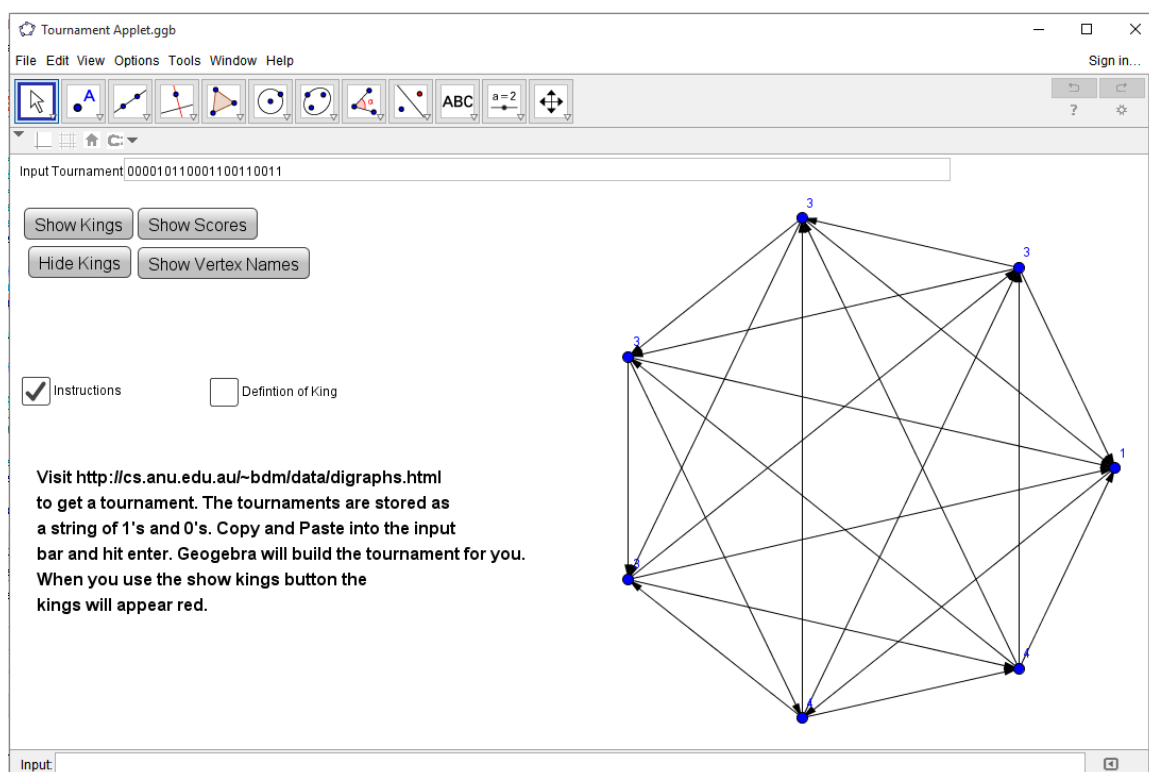 Tournament Applet.ggb
File Edit View Options Tools Window Help
Sign in...
A
ABC
a=2
α
?
C:
Input Tournament 000010110001100110011
Show Kings
Show Scores
Hide Kings
Show Vertex Names
Instructions
Defintion of King
Visit http://cs.anu.edu.au/~bdm/data/digraphs.html
to get a tournament. The tournaments are stored as
a string of 1's and 0's. Copy and Paste into the input
bar and hit enter. Geogebra will build the tournament for you.
When you use the show kings button the
kings will appear red.
3
3
3
1
3
4
4
Input: